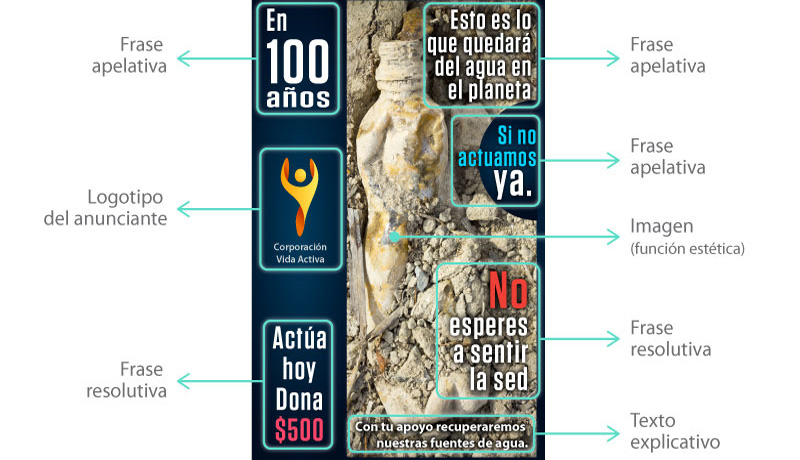 Frase
apelativa
En
100
años
Esto es lo
que quedará
del agua en
el planeta
Frase
apelativa
Si no
actuamos
ya.
Frase
apelativa
Logotipo
del anunciante
Corporación
Vida Activa
Imagen
(función estética)
No
esperes
a sentir
la sed
Frase
resolutiva
Frase
resolutiva
Actúa
hoy
Dona
$500
Con tu apoyo recuperaremos
nuestras fuentes de agua.
Texto
explicativo